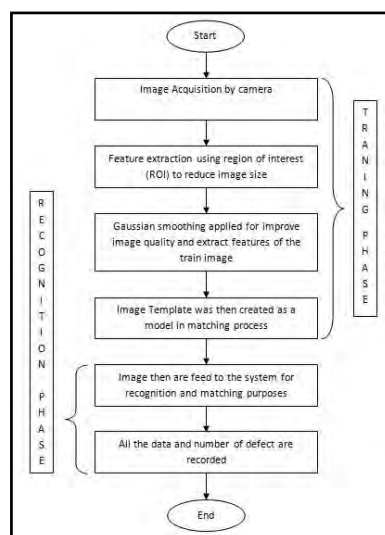 Start
Image Acquisition by camera
Feature extraction using region of interest
(ROI) to reduce image size
Gaussian smoothing applied for improve
image quality and extract features of the
train image
Image Template was then created as a
model in matching process
Image then are feed to the system for
recognition and matching purposes
All the data and number of defect are
recorded
End
TRANING PHASE
RECOGNITION PHASE